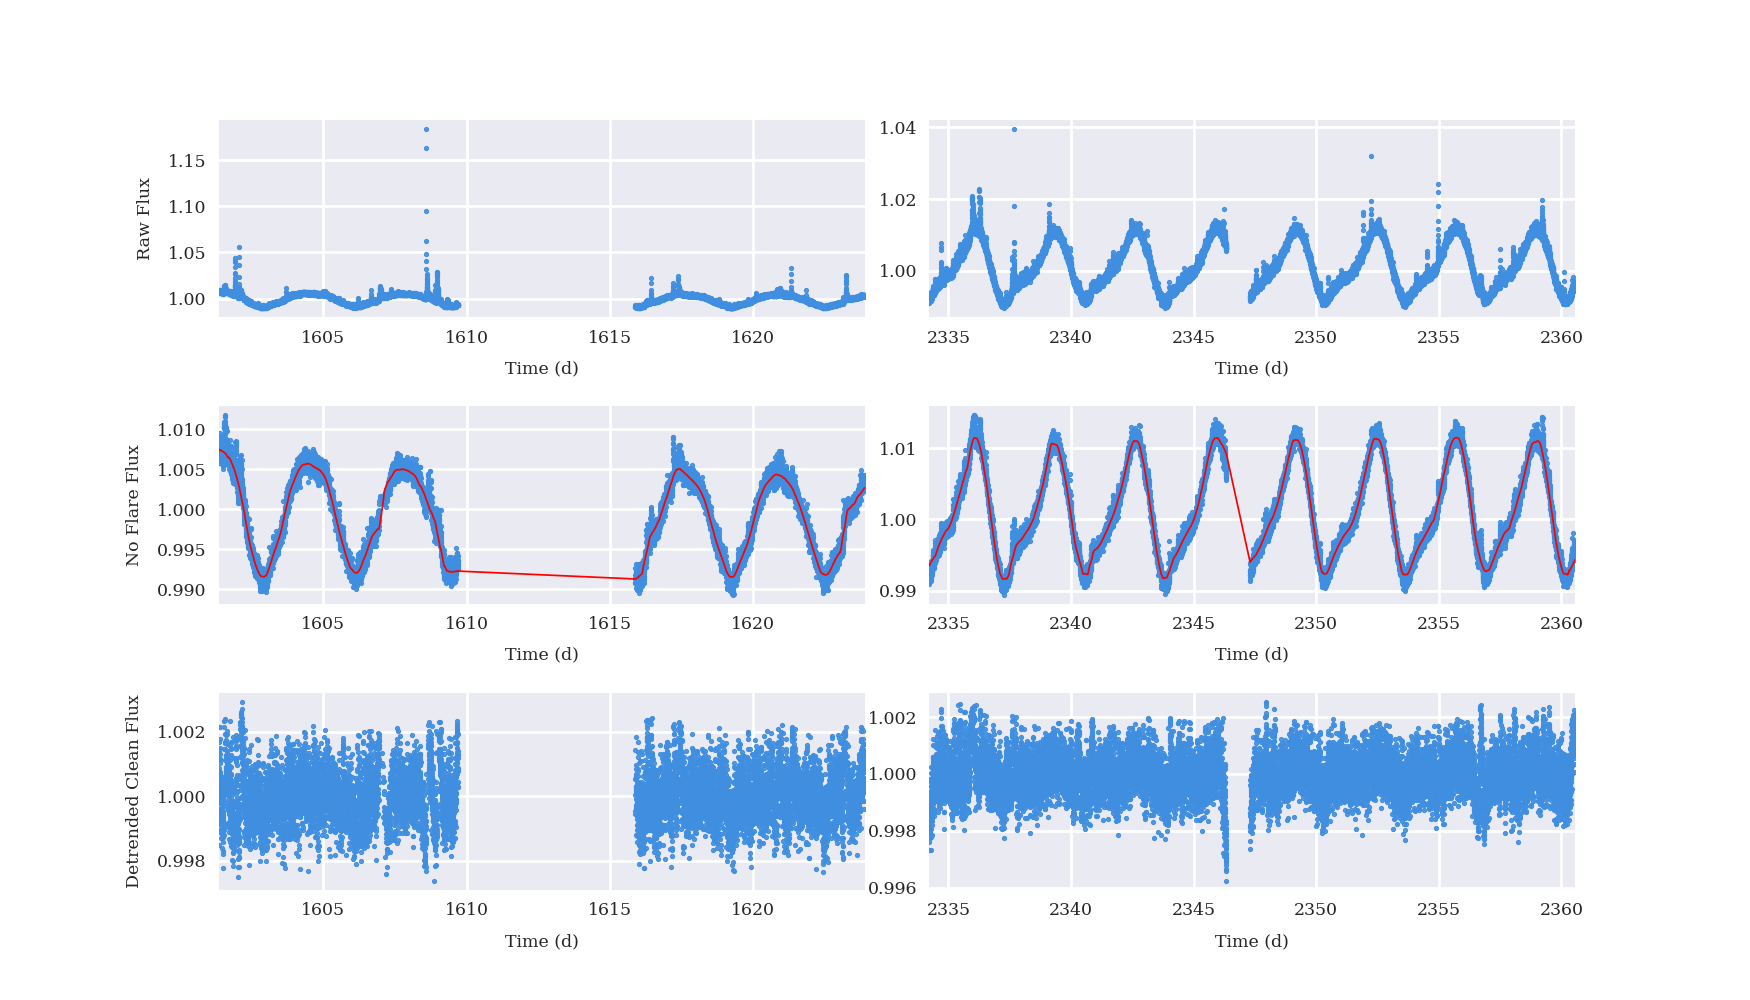 Raw Flux
1.15
1.10
1.05
1.00
1605 1610 1615 1620
Time (d)
1.04
1.02
1.00
2335 2340 2345 2350 2355 2360
Time (d)
No Flare Flux
1.010
1.005
1.000
0.995
0.990
1605 1610 1615 1620
Time (d)
1.01
1.00
0.99
2335 2340 2345 2350 2355 2360
Time (d)
Detrended Clean Flux
1.002
1.000
0.998
1605 1610 1615 1620
Time (d)
1.002
1.000
0.998
0.996
2335 2340 2345 2350 2355 2360
Time (d)